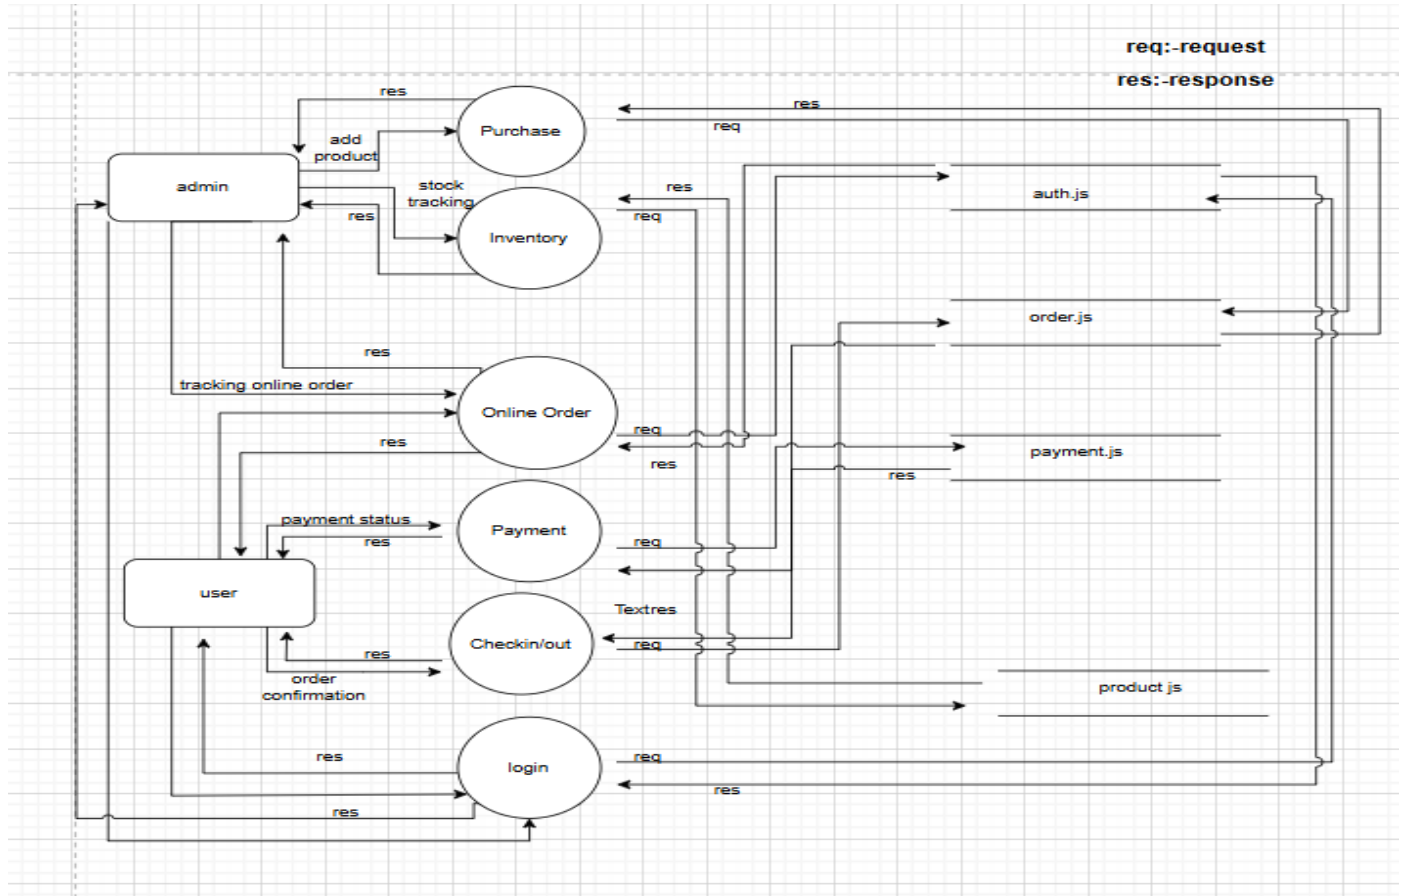 req:-request
res:-response
res
res
req
Purchase
add
product
admin
stock
tracking
res
auth.js
res
req
Inventory
order.js
res
tracking online order
Online Order
req
res
res
payment.js
res
payment status
res
Payment
req
user
Textres
Checkin/out
req
res
order
confirmation
product js
res
login
req
res
res